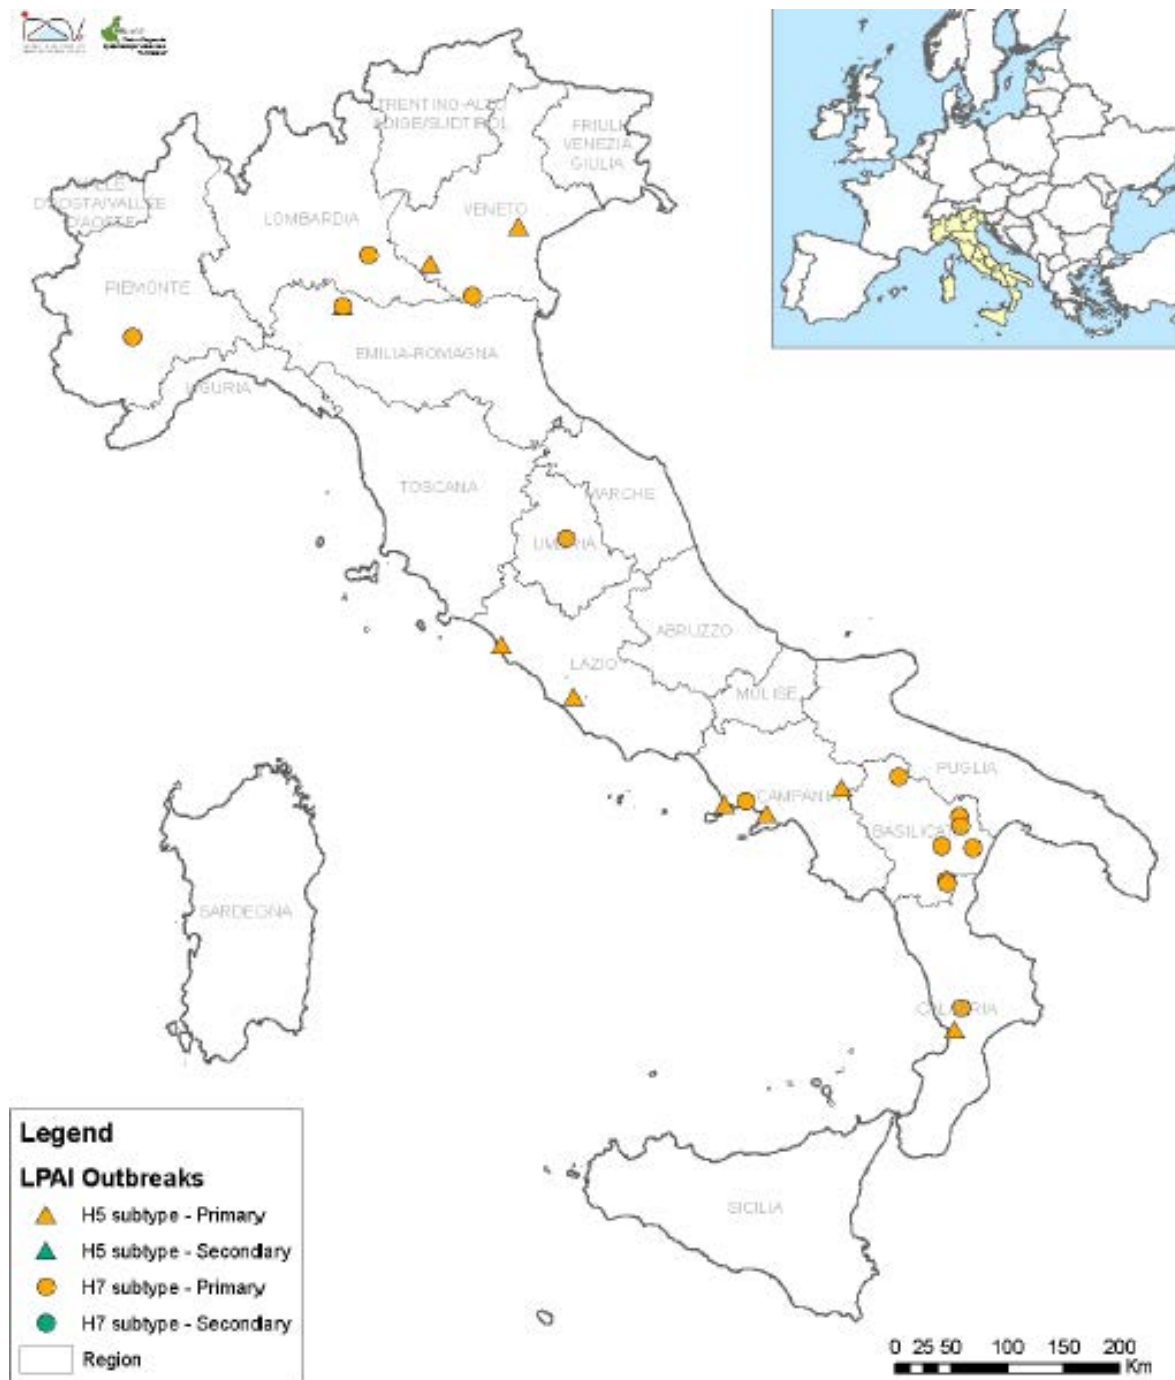 TRENTINO-ALTO
ADIGE/SUDTIROL
FRIULI
VENEZIA
GIULIA
D'AOSTA/VALLEE
D'AOSTE
LOMBARDIA
VENETO
PIEMONTE
EMILIA-ROMAGNA
LIGURIA
TOSCANA
MARCHE
UMBRIA
ABRUZZO
LAZIO
MOLISE
PUGLIA
CAMPANIA
BASILICAT
SARDEGNA
CALABRIA
SICILIA
Legend
LPAI Outbreaks
H5 subtype - Primary
H5 subtype - Secondary
H7 subtype - Primary
H7 subtype - Secondary
Region
0 25 50 100 150 200
Km